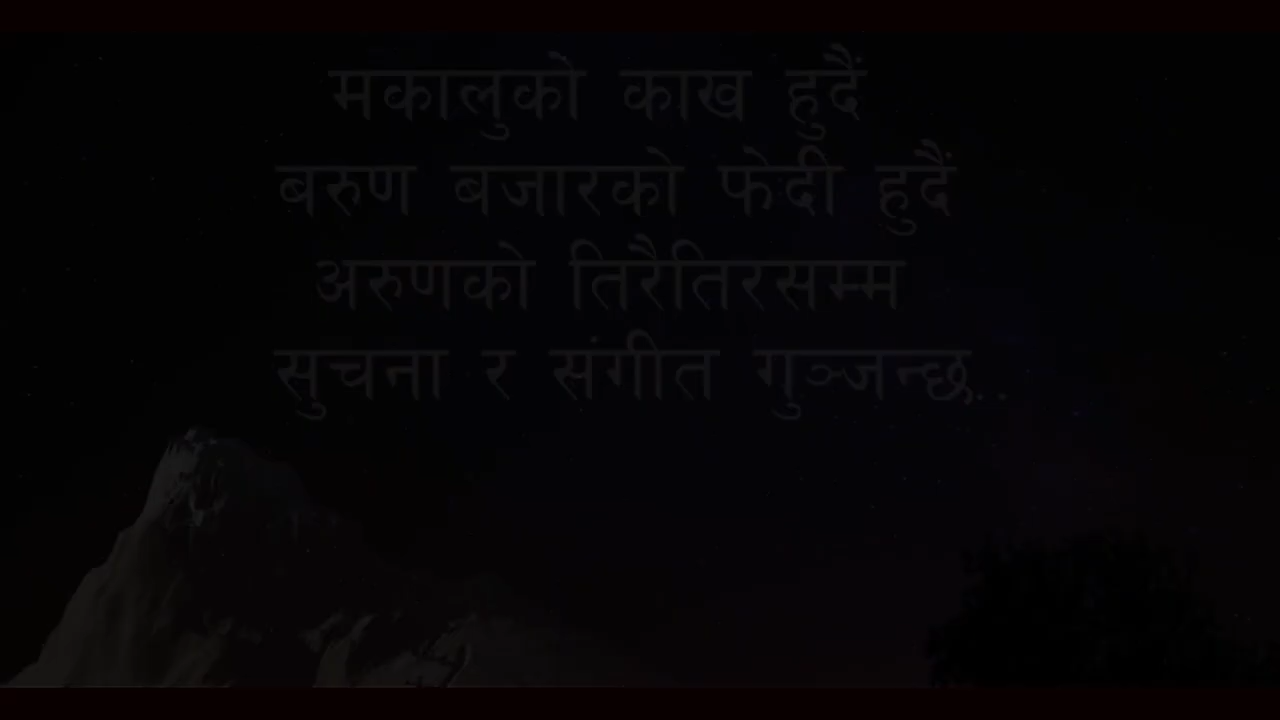 मकालुको काख हुदैं
बरुण बजारको फेदी हुदैं
अरुणको तिरैतिरसम्म
सुचना र संगीत गुञ्जन्छ..